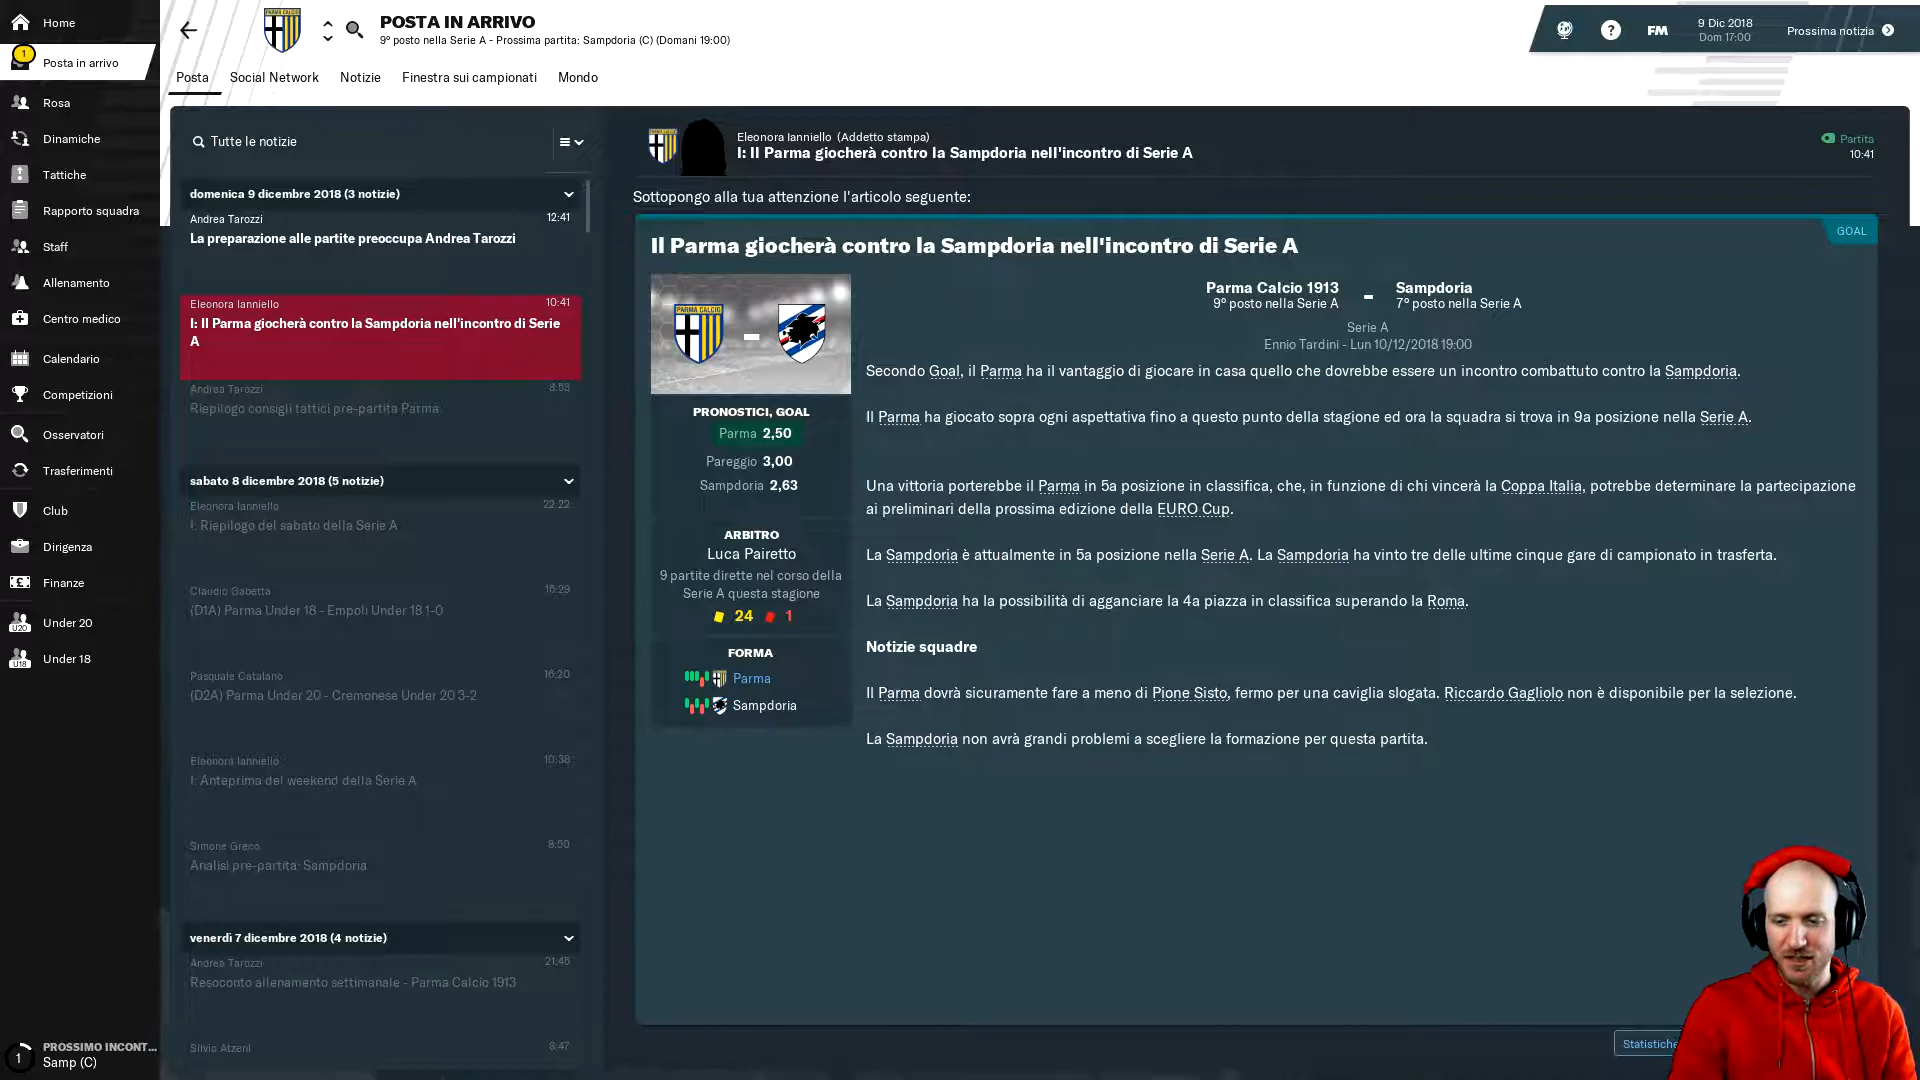 Home
1
Posta in arrivo
Rosa
Dinamiche
Tattiche
Rapporto squadra
Staff
Allenamento
Centro medico
Calendario
Competizioni
Osservatori
Trasferimenti
Club
Dirigenza
Finanze
U20
Under 20
U18
Under 18
1
PROSSIMO INCONT...
Samp (C)
POSTA IN ARRIVO
9° posto nella Serie A - Prossima partita: Sampdoria (C) (Domani 19:00)
Posta Social Network Notizie Finestra sui campionati Mondo
?
FM
9 Dic 2018
Dom 17:00
Prossima notizia
Tutte le notizie
domenica 9 dicembre 2018 (3 notizie)
Andrea Tarozzi 12:41
La preparazione alle partite preoccupa Andrea Tarozzi
Eleonora Ianniello 10:41
I: Il Parma giocherà contro la Sampdoria nell'incontro di Serie
A
Andrea Tarozzi 8:53
Riepilogo consigli tattici pre-partita Parma
sabato 8 dicembre 2018 (5 notizie)
Eleonora Ianniello 22:22
I: Riepilogo del sabato della Serie A
Claudio Gabetta 16:29
(D1A) Parma Under 18 - Empoli Under 18 1-0
Pasquale Catalano 16:20
(D2A) Parma Under 20 - Cremonese Under 20 3-2
Eleonora Ianniello 10:38
I: Anteprima del weekend della Serie A
Simone Greco 8:50
Analisi pre-partita: Sampdoria
venerdì 7 dicembre 2018 (4 notizie)
Andrea Tarozzi 21:45
Resoconto allenamento settimanale - Parma Calcio 1913
Silvio Atzeni 8:47
Eleonora Ianniello (Addetto stampa)
I: Il Parma giocherà contro la Sampdoria nell'incontro di Serie A
Partita
10:41
Sottopongo alla tua attenzione l'articolo seguente:
GOAL
Il Parma giocherà contro la Sampdoria nell'incontro di Serie A
PARMA CALCIO
Parma Calcio 1913 - Sampdoria
9° posto nella Serie A 7° posto nella Serie A
Serie A
Ennio Tardini - Lun 10/12/2018 19:00
PRONOSTICI, GOAL
Parma 2,50
Pareggio 3,00
Sampdoria 2,63
ARBITRO
Luca Pairetto
9 partite dirette nel corso della
Serie A questa stagione
24 1
FORMA
Parma
Sampdoria
Secondo Goal, il Parma ha il vantaggio di giocare in casa quello che dovrebbe essere un incontro combattuto contro la Sampdoria.
Il Parma ha giocato sopra ogni aspettativa fino a questo punto della stagione ed ora la squadra si trova in 9a posizione nella Serie A.
Una vittoria porterebbe il Parma in 5a posizione in classifica, che, in funzione di chi vincerà la Coppa Italia, potrebbe determinare la partecipazione
ai preliminari della prossima edizione della EURO Cup.
La Sampdoria è attualmente in 5a posizione nella Serie A. La Sampdoria ha vinto tre delle ultime cinque gare di campionato in trasferta.
La Sampdoria ha la possibilità di agganciare la 4a piazza in classifica superando la Roma.
Notizie squadre
Il Parma dovrà sicuramente fare a meno di Pione Sisto, fermo per una caviglia slogata. Riccardo Gagliolo non è disponibile per la selezione.
La Sampdoria non avrà grandi problemi a scegliere la formazione per questa partita.
Statistiche